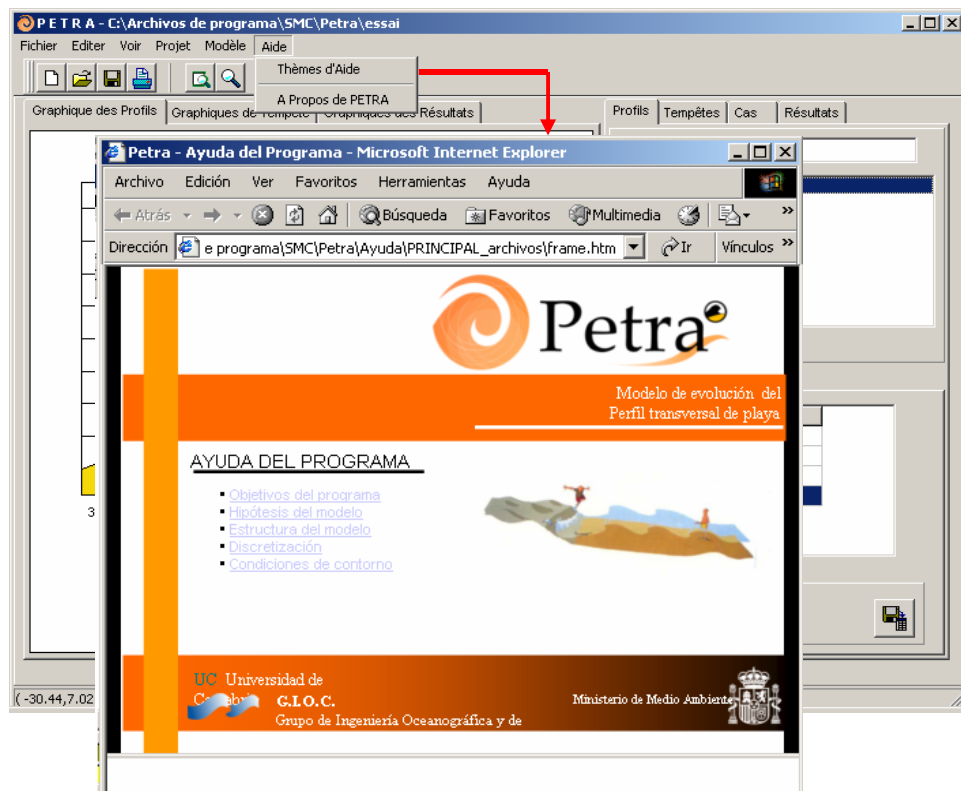 P E T R A - C:\Archivos de programa\SMC\Petra\essai
Fichier Editer Voir Projet Modèle Aide
Thèmes d'Aide
A Propos de PETRA
Graphique des Profils Graphiques de Tempête Graphiques des Résultats Profils Tempêtes Cas Résultats
Petra - Ayuda del Programa - Microsoft Internet Explorer
Archivo Edición Ver Favoritos Herramientas Ayuda
Atrás Búsqueda Favoritos Multimedia »
Dirección e programa\SMC\Petra\Ayuda\PRINCIPAL_archivos\frame.htm Ir Vínculos »
Petra
Modelo de evolución del
Perfil transversal de playa
AYUDA DEL PROGRAMA
Objetivos del programa
Hipótesis del modelo
Estructura del modelo
Discretización
Condiciones de contorno
3
UC Universidad de
G.I.O.C.
Ministerio de Medio Ambiente
Grupo de Ingeniería Oceanográfica y de
( -30.44,7.02